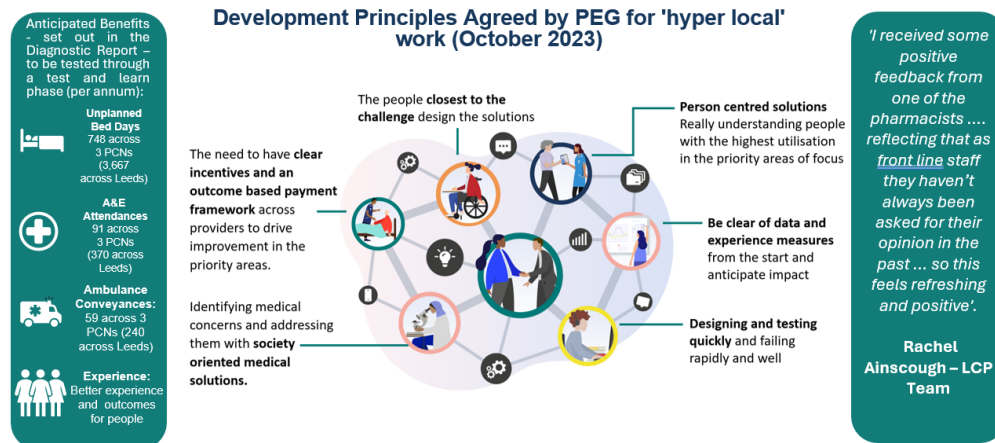 Development Principles Agreed by PEG for 'hyper local'
work (October 2023)
Anticipated Benefits
- set out in the
Diagnostic Report –
to be tested through
a test and learn
phase (per annum):
Unplanned
Bed Days
748 across
3 PCNs
(3,667
across Leeds)
A&E
Attendances
91 across
3 PCNs
(370 across
Leeds)
Ambulance
Conveyances:
59 across 3
PCNs (240
across Leeds)
Experience:
Better experience
and outcomes
for people
The people closest to the
challenge design the solutions
The need to have clear
incentives and an
outcome based payment
framework across
providers to drive
improvement in the
priority areas.
Identifying medical
concerns and addressing
them with society
oriented medical
solutions.
Person centred solutions
Really understanding people
with the highest utilisation
in the priority areas of focus
Be clear of data and
experience measures
from the start and
anticipate impact
Designing and testing
quickly and failing
rapidly and well
'I received some
positive
feedback from
one of the
pharmacists ....
reflecting that as
front line staff
they haven't
always been
asked for their
opinion in the
past ... so this
feels refreshing
and positive'.
Rachel
Ainscough – LCP
Team